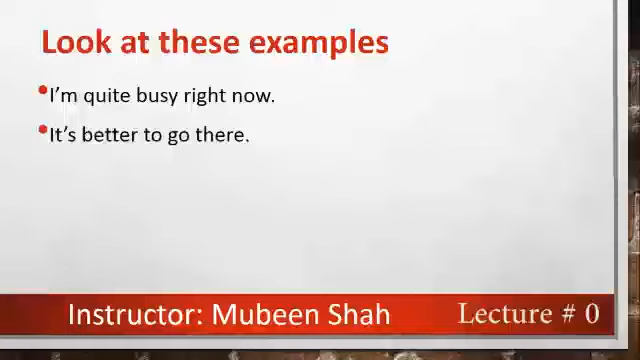 Look at these examples
•I’m quite busy right now.
•It’s better to go there.
Instructor: Mubeen Shah
Lecture # 0